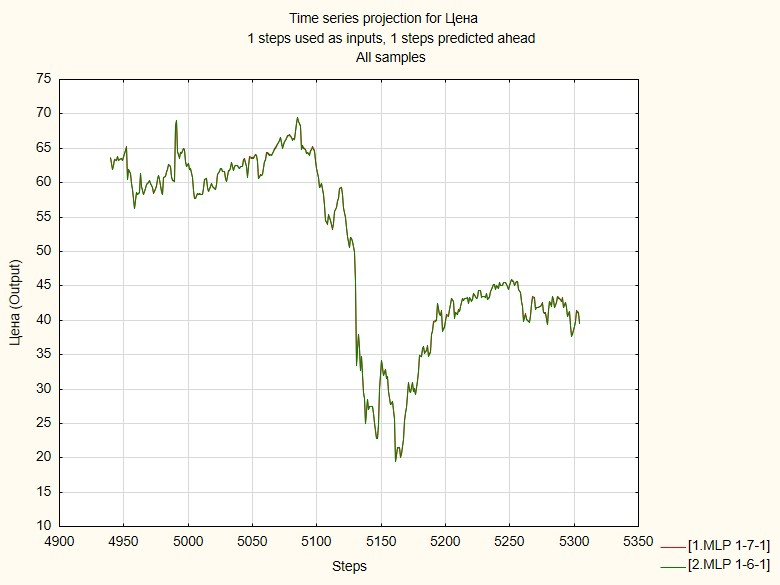 Time series projection for Цена
1 steps used as inputs, 1 steps predicted ahead
All samples
75
70
65
60
55
50
45
40
35
30
25
20
15
10
Цена (Output)
4900 4950 5000 5050 5100 5150 5200 5250 5300 5350
Steps
[1.MLP 1-7-1]
[2.MLP 1-6-1]